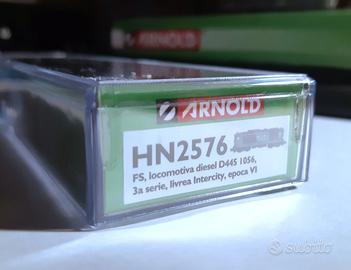 ARNOLD
ARNOLD
HN2576
FS, locomotiva diesel D445 1056,
3a serie, livrea Intercity, epoca VI
Subito